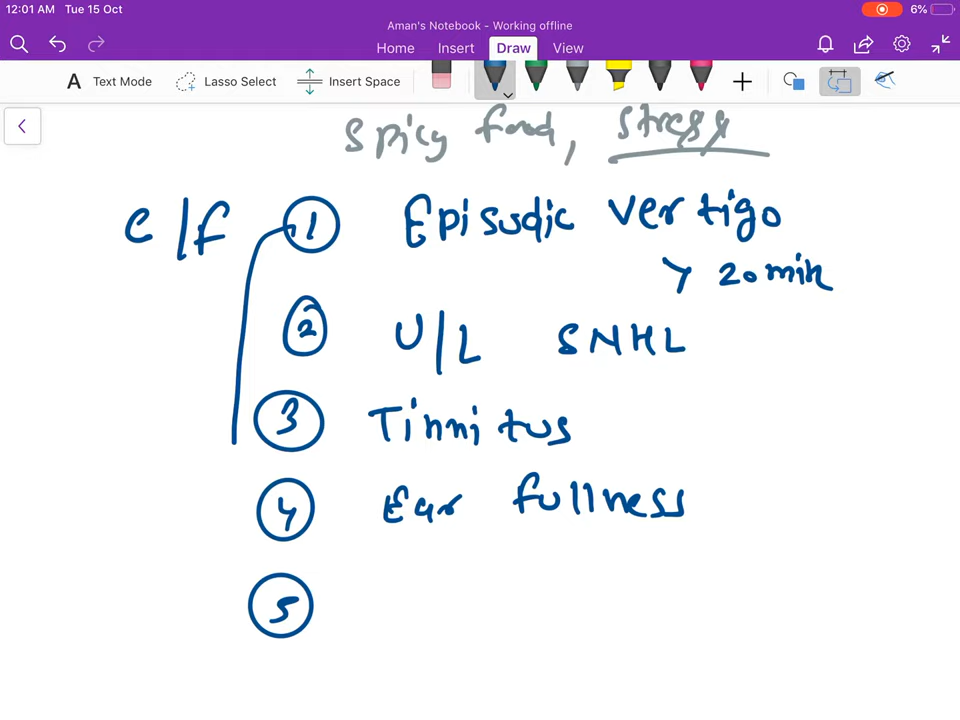 12:01 AM Tue 15 Oct 6%
Aman's Notebook - Working offline
Home Insert Draw View
A Text Mode Lasso Select Insert Space
Spicy food, stress
C/F 1 Episodic Vertigo
> 20 min
2 U/L SNHL
3 Tinnitus
4 Ear fullness
5